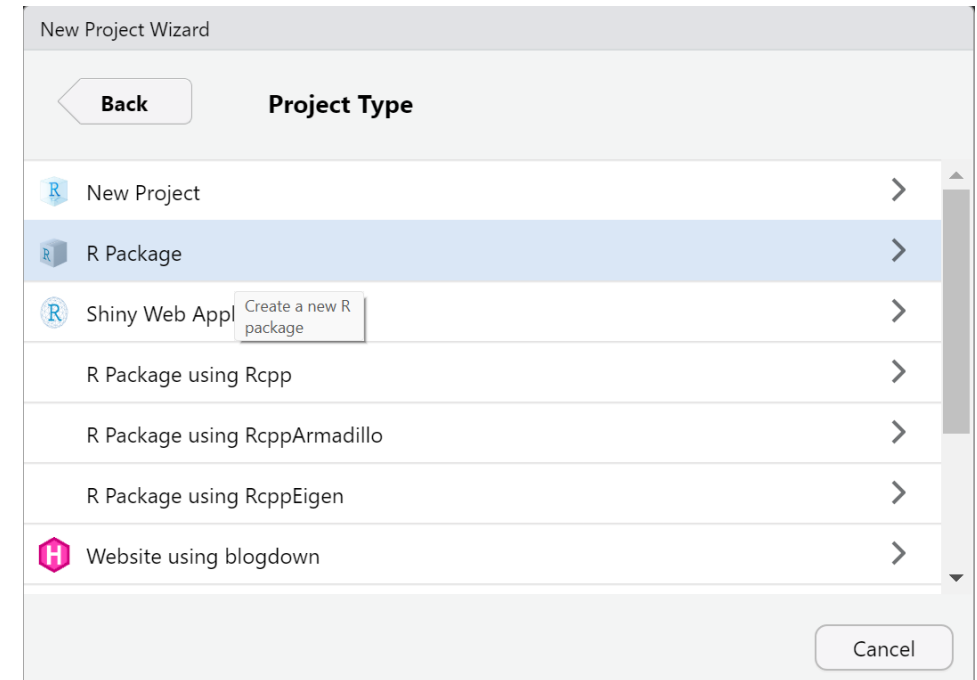 New Project Wizard
Back
Project Type
R New Project
R R Package
R Shiny Web Appl
Create a new R
package
R Package using Rcpp
R Package using RcppArmadillo
R Package using RcppEigen
H Website using blogdown
Cancel